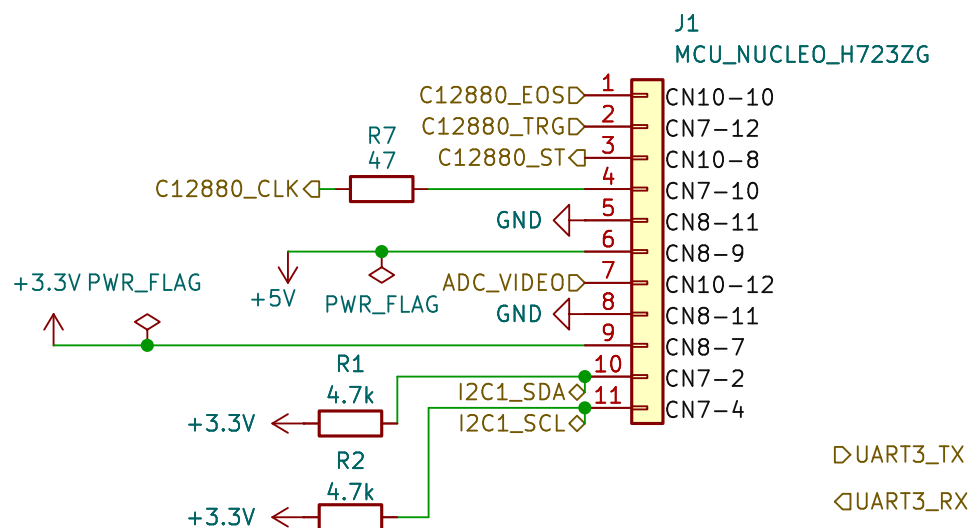 J1
MCU_NUCLEO_H723ZG
C12880_EOS 1 CN10-10
C12880_TRG 2 CN7-12
R7
47
C12880_ST 3 CN10-8
C12880_CLK 4 CN7-10
GND 5 CN8-11
6 CN8-9
+3.3V PWR_FLAG
+5V PWR_FLAG
ADC_VIDEO 7 CN10-12
GND 8 CN8-11
9 CN8-7
R1
4.7k
10 CN7-2
I2C1_SDA
11 CN7-4
+3.3V
I2C1_SCL
UART3_TX
R2
4.7k
UART3_RX
+3.3V